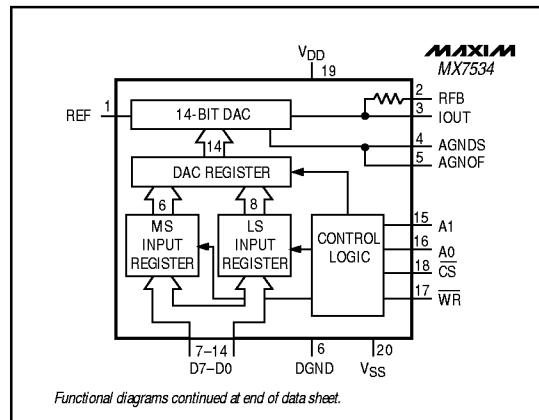 VDD
19
MAXIM
MX7534
REF 1
14-BIT DAC
2 RFB
3 IOUT
14
4 AGNDS
5 AGNOF
DAC REGISTER
6
8
MS
INPUT
REGISTER
LS
INPUT
REGISTER
CONTROL
LOGIC
15 A1
16 A0
18 CS
17 WR
7–14
D7–D0
6
DGND
20
VSS
Functional diagrams continued at end of data sheet.